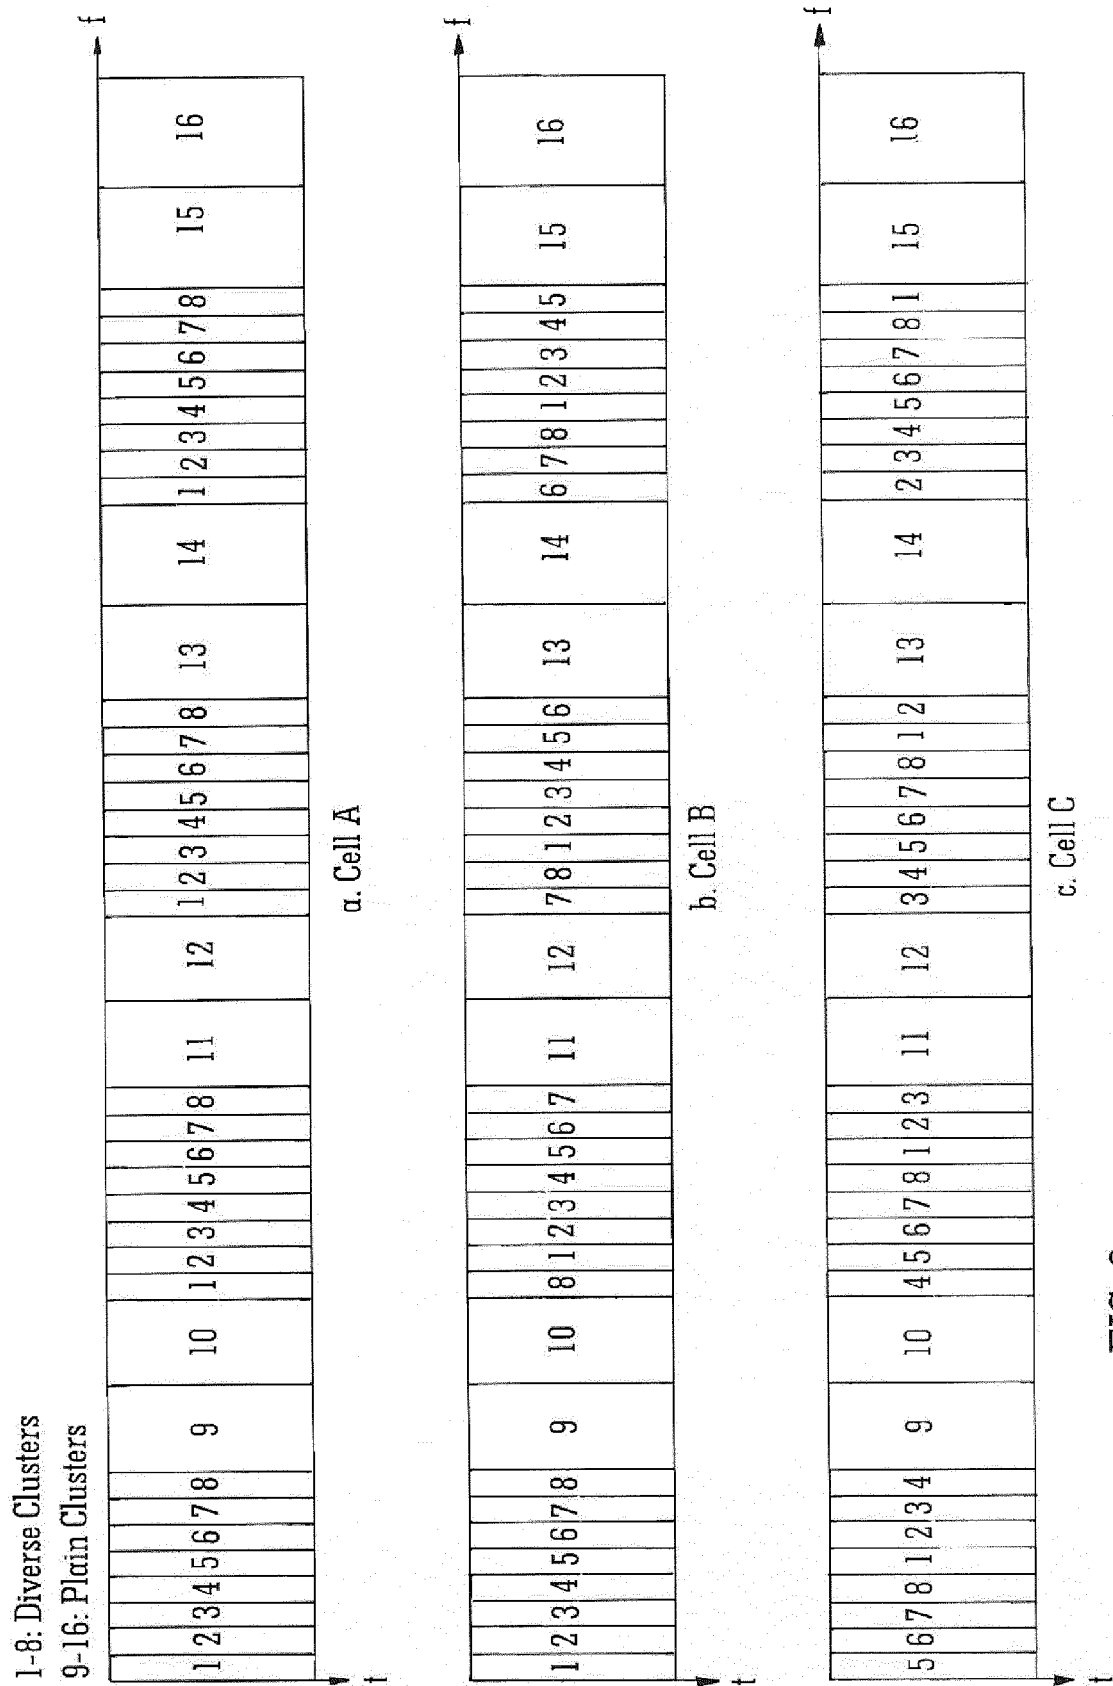 1-8: Diverse Clusters
9-16: Plain Clusters
1 2 3 4 5 6 7 8 9 10 1 2 3 4 5 6 7 8 11 12 1 2 3 4 5 6 7 8 13 14 1 2 3 4 5 6 7 8 15 16 f
t
a. Cell A
1 2 3 4 5 6 7 8 9 10 8 1 2 3 4 5 6 7 11 12 7 8 1 2 3 4 5 6 13 14 6 7 8 1 2 3 4 5 15 16 f
t
b. Cell B
5 6 7 8 1 2 3 4 9 10 4 5 6 7 8 1 2 3 11 12 3 4 5 6 7 8 1 2 13 14 2 3 4 5 6 7 8 1 15 16 f
t
c. Cell C